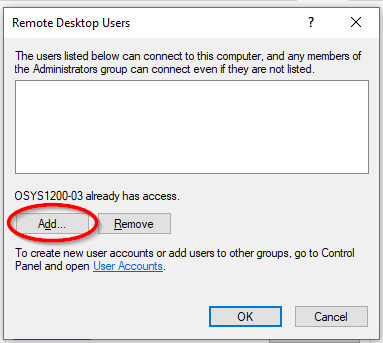 Remote Desktop Users
?
The users listed below can connect to this computer, and any members of
the Administrators group can connect even if they are not listed.
OSYS1200-03 already has access.
Add... Remove
To create new user accounts or add users to other groups, go to Control
Panel and open User Accounts.
OK Cancel